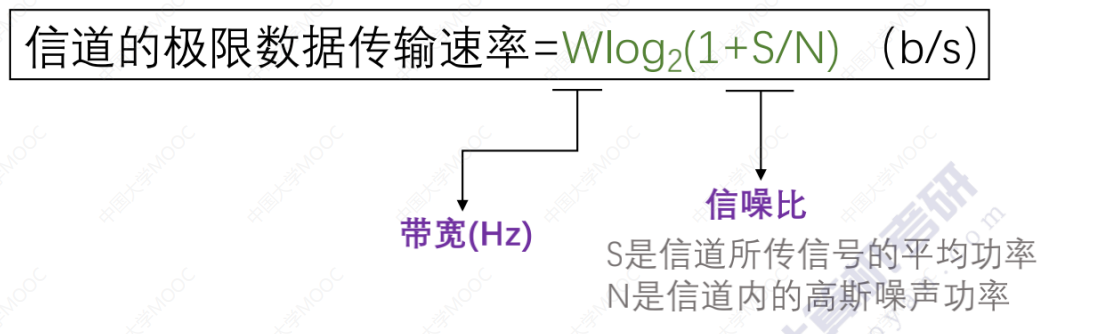 信道的极限数据传输速率=Wlog₂(1+S/N) (b/s)
带宽(Hz)
信噪比
S是信道所传信号的平均功率
N是信道内的高斯噪声功率
中国大学MOOC